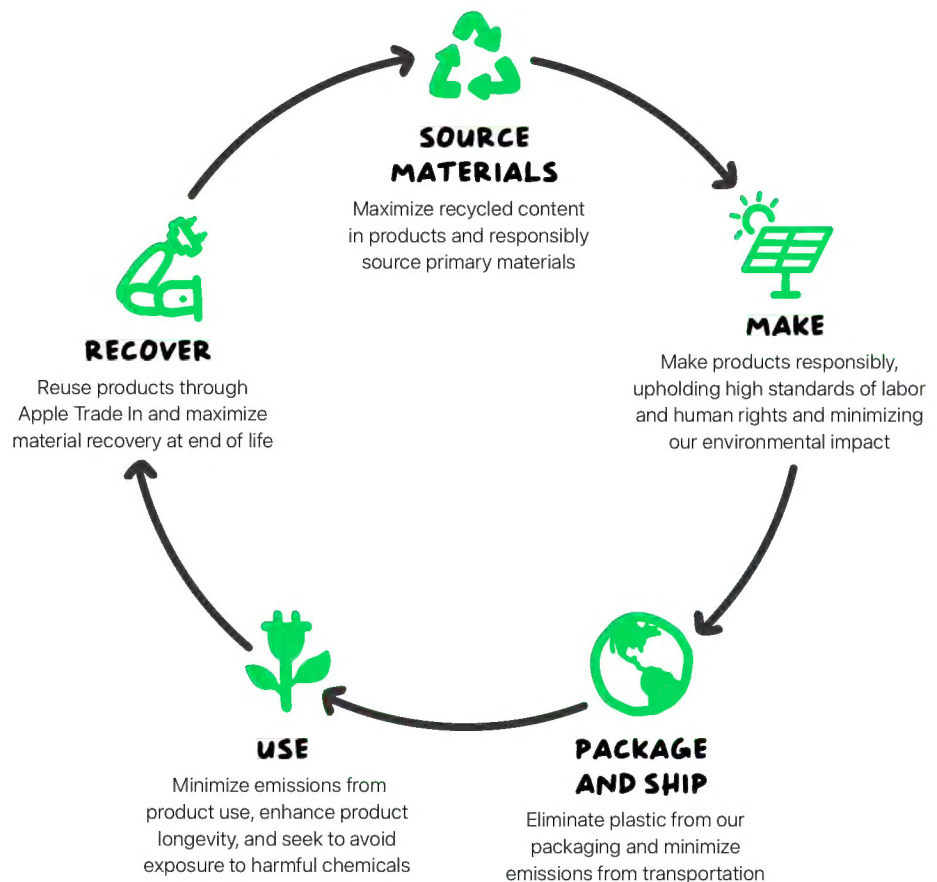 SOURCE
MATERIALS
Maximize recycled content
in products and responsibly
source primary materials
MAKE
Make products responsibly,
upholding high standards of labor
and human rights and minimizing
our environmental impact
PACKAGE
AND SHIP
Eliminate plastic from our
packaging and minimize
emissions from transportation
USE
Minimize emissions from
product use, enhance product
longevity, and seek to avoid
exposure to harmful chemicals
RECOVER
Reuse products through
Apple Trade In and maximize
material recovery at end of life